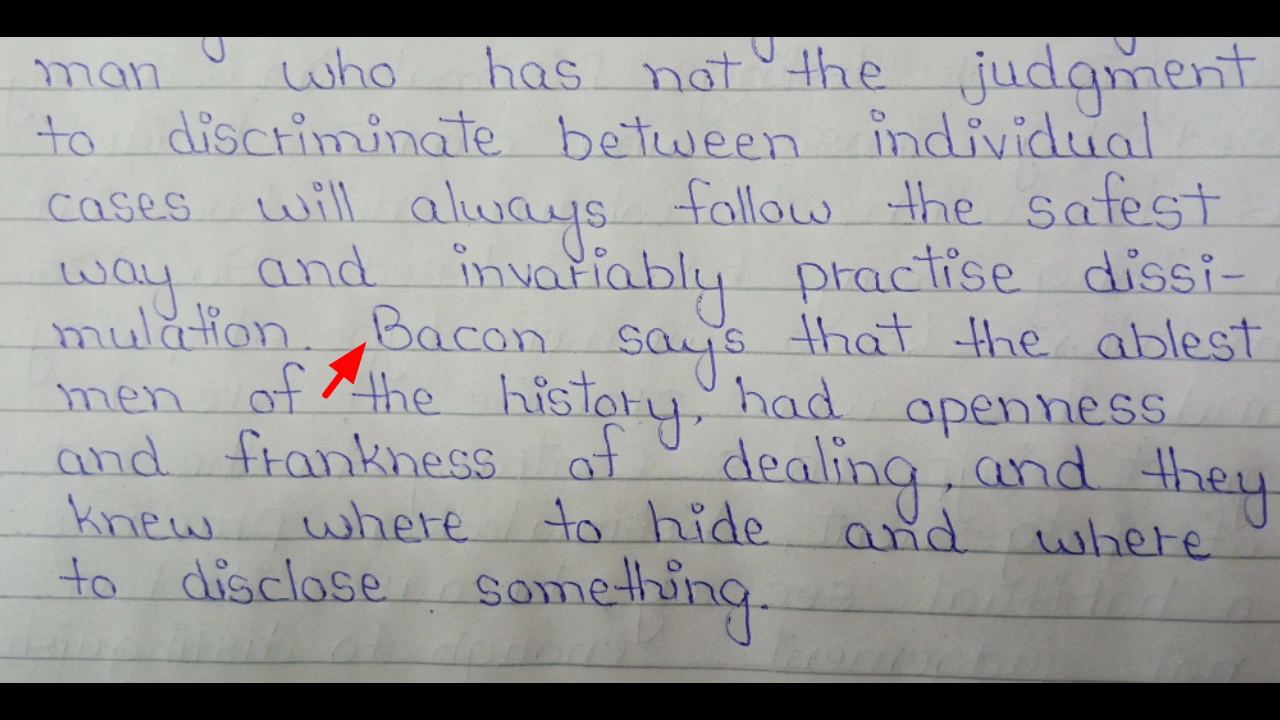 man who has not the judgment
to discriminate between individual
cases will always follow the safest
way and invariably practise dissi-
mulation. Bacon says that the ablest
men of the history, had openness
and frankness of dealing, and they
knew where to hide and where
to disclose something.